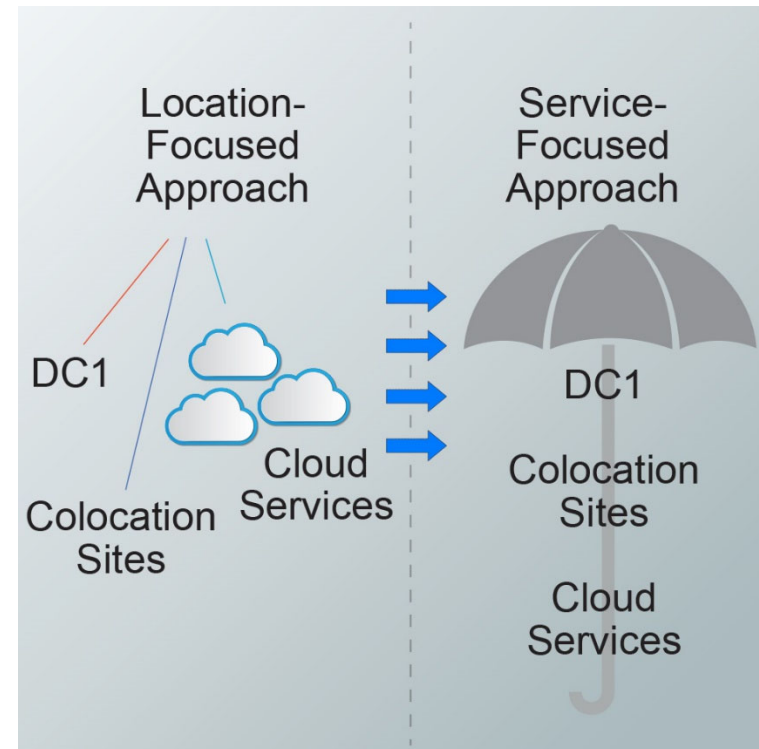 Location-
Focused
Approach
DC1
Colocation
Sites
Cloud
Services
Service-
Focused
Approach
DC1
Colocation
Sites
Cloud
Services